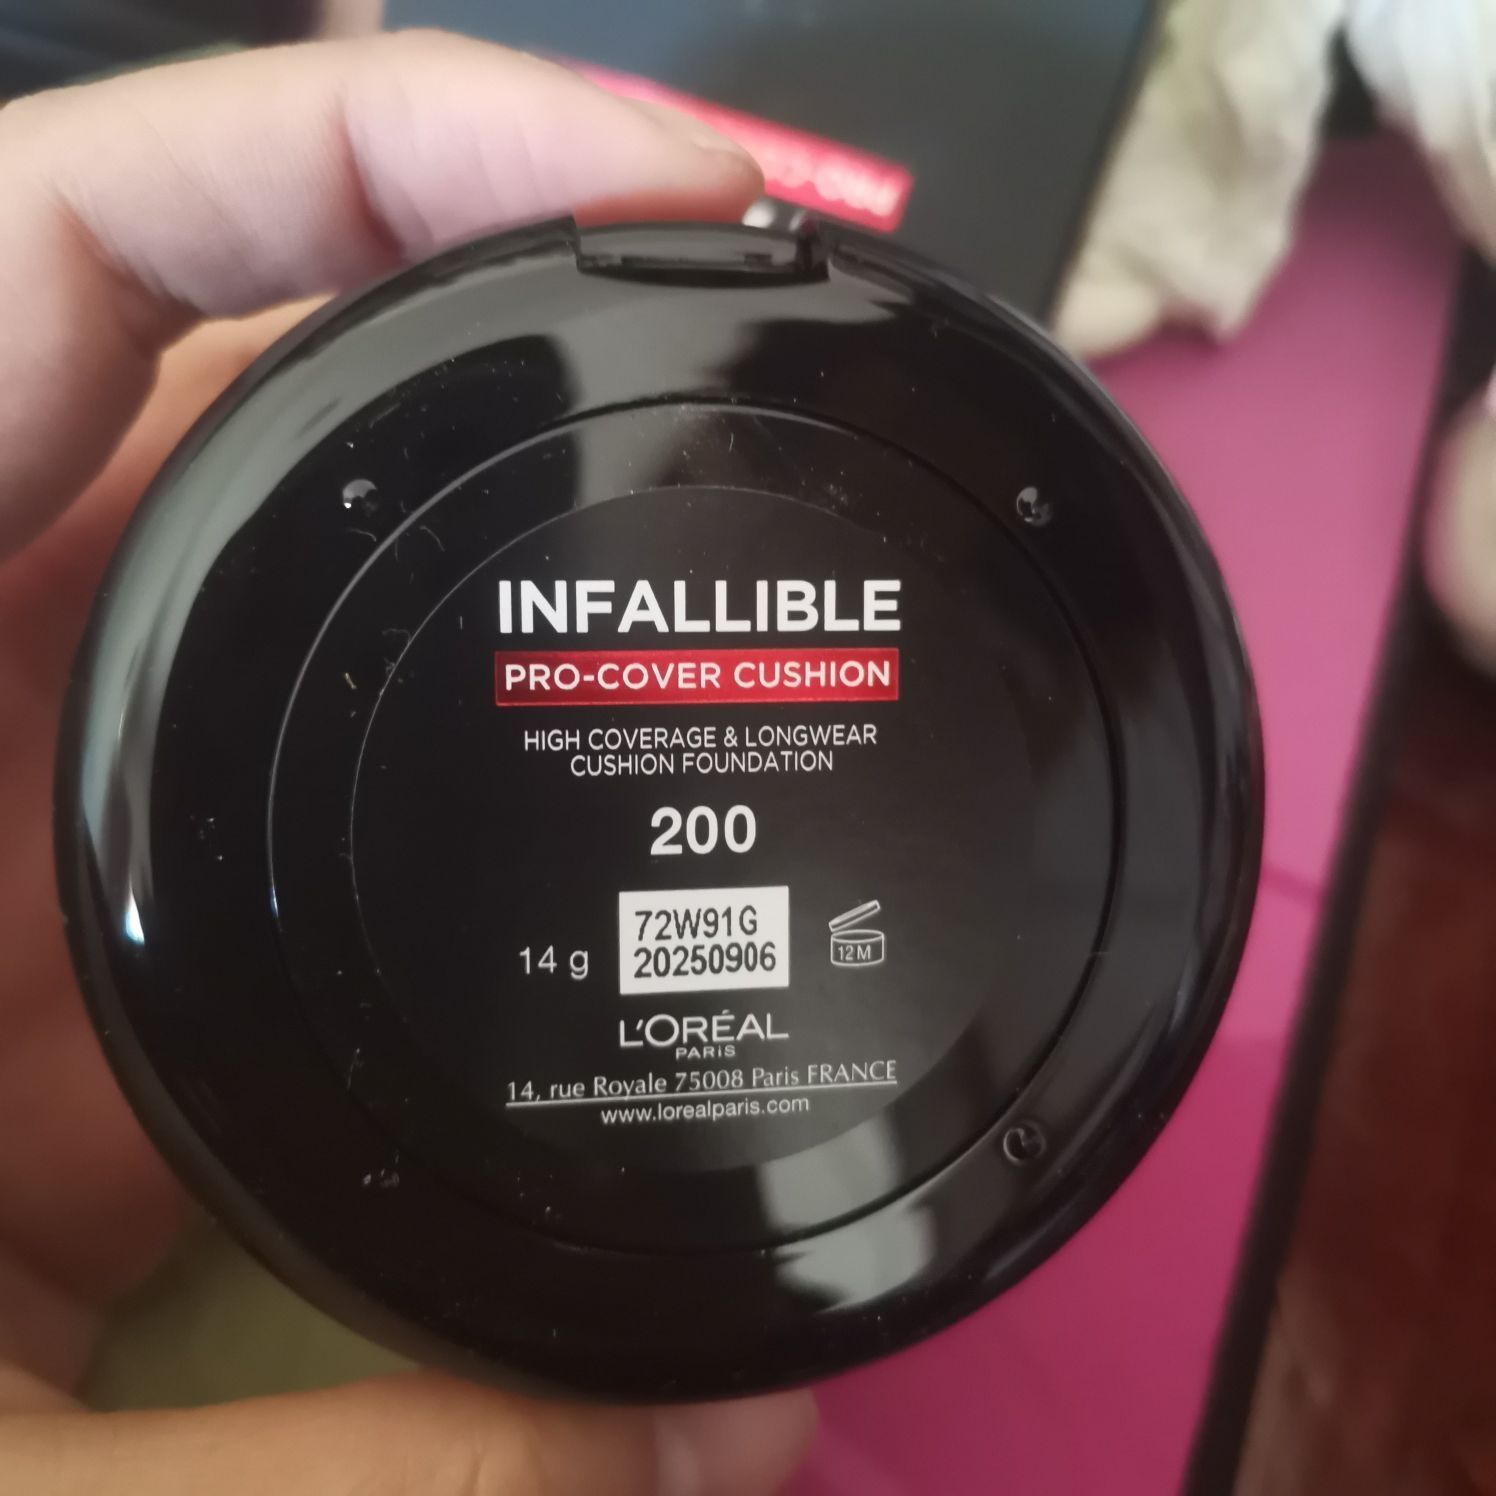 INFALLIBLE
PRO-COVER CUSHION
HIGH COVERAGE & LONGWEAR
CUSHION FOUNDATION
200
14 g
72W91G
20250906
12M
L'ORÉAL
PARIS
14, rue Royale 75008 Paris FRANCE
www.lorealparis.com